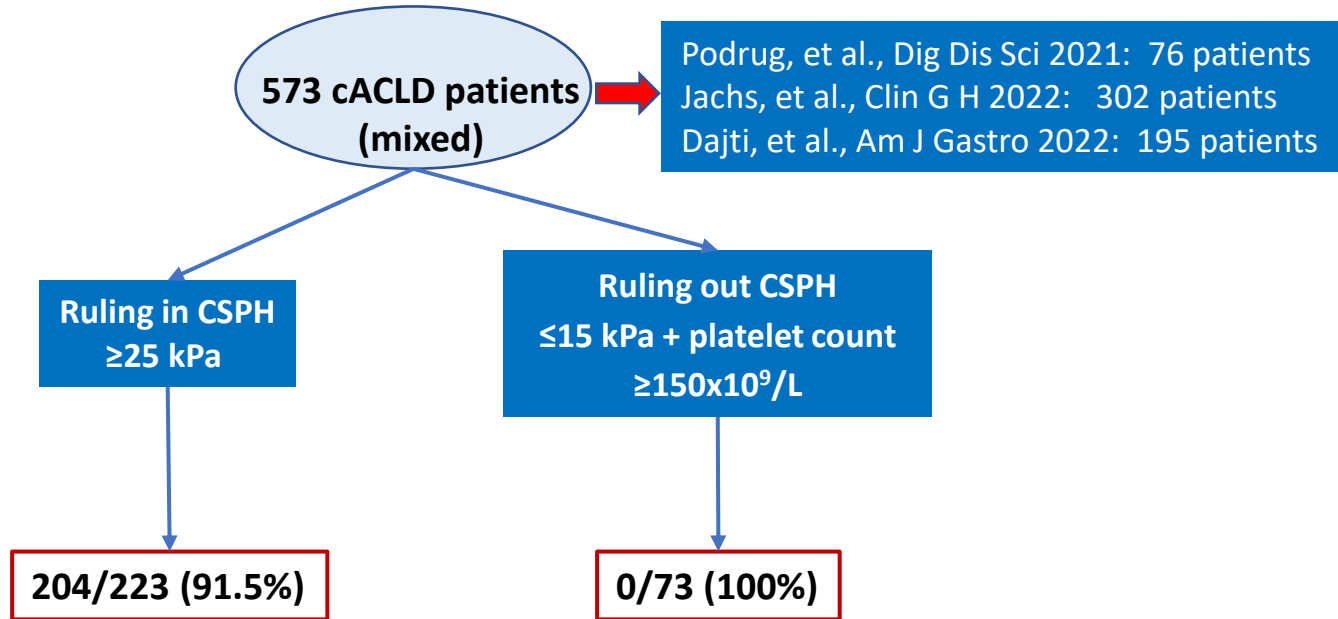 573 cACLD patients
(mixed)
Podrug, et al., Dig Dis Sci 2021: 76 patients
Jachs, et al., Clin G H 2022: 302 patients
Dajti, et al., Am J Gastro 2022: 195 patients
Ruling in CSPH
≥25 kPa
Ruling out CSPH
≤15 kPa + platelet count
≥150x10⁹/L
204/223 (91.5%)
0/73 (100%)